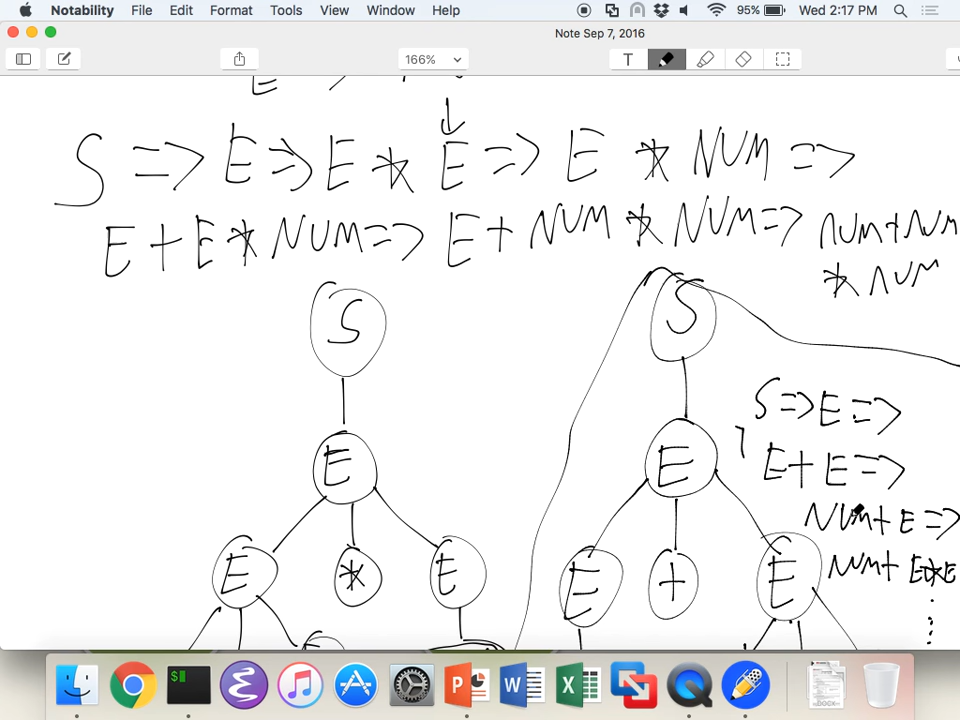 Notability File Edit Format Tools View Window Help 95% Wed 2:17 PM
Note Sep 7, 2016
166% T
E =>
S => E => E * E => E * NUM =>
E + E * NUM => E + NUM * NUM => NUM + NUM
* NUM
S S
S => E =>
E E E + E =>
NUM + E =>
E * E E + E NUM + E * E